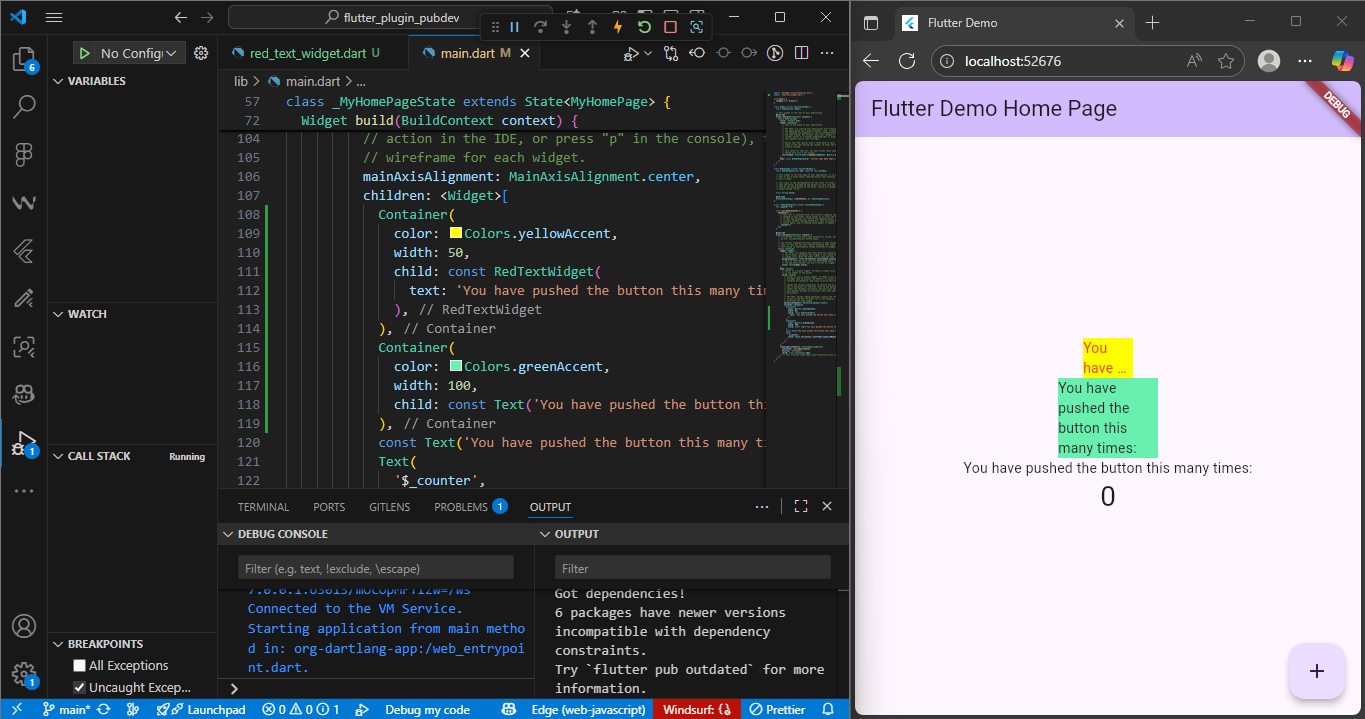 flutter_plugin_pubdev
No Config
red_text_widget.dart U
main.dart M
lib
main.dart
...
VARIABLES
WATCH
CALL STACK
Running
BREAKPOINTS
All Exceptions
Uncaught Excep...
6
1
1
57 class _MyHomePageState extends State<MyHomePage> {
72 Widget build(BuildContext context) {
104 // action in the IDE, or press "p" in the console),
105 // wireframe for each widget.
106 mainAxisAlignment: MainAxisAlignment.center,
107 children: <Widget>[
108 Container(
109 color: Colors.yellowAccent,
110 width: 50,
111 child: const RedTextWidget(
112 text: 'You have pushed the button this many tim
113 ), // RedTextWidget
114 ), // Container
115 Container(
116 color: Colors.greenAccent,
117 width: 100,
118 child: const Text('You have pushed the button thi
119 ), // Container
120 const Text('You have pushed the button this many t
121 Text(
122 '$_counter',
TERMINAL PORTS GITLENS PROBLEMS 1 OUTPUT
DEBUG CONSOLE
Filter (e.g. text, !exclude, \escape)
Connected to the VM Service.
Starting application from main metho
d in: org-dartlang-app:/web_entrypoi
nt.dart.
OUTPUT
Filter
Got dependencies!
6 packages have newer versions
incompatible with dependency
constraints.
Try `flutter pub outdated` for more
information.
main* Launchpad 0 0 1 Debug my code Edge (web-javascript) Windsurf: {} Prettier
Flutter Demo
localhost:52676
Flutter Demo Home Page
DEBUG
You
have ...
You have
pushed the
button this
many times:
You have pushed the button this many times:
0
+